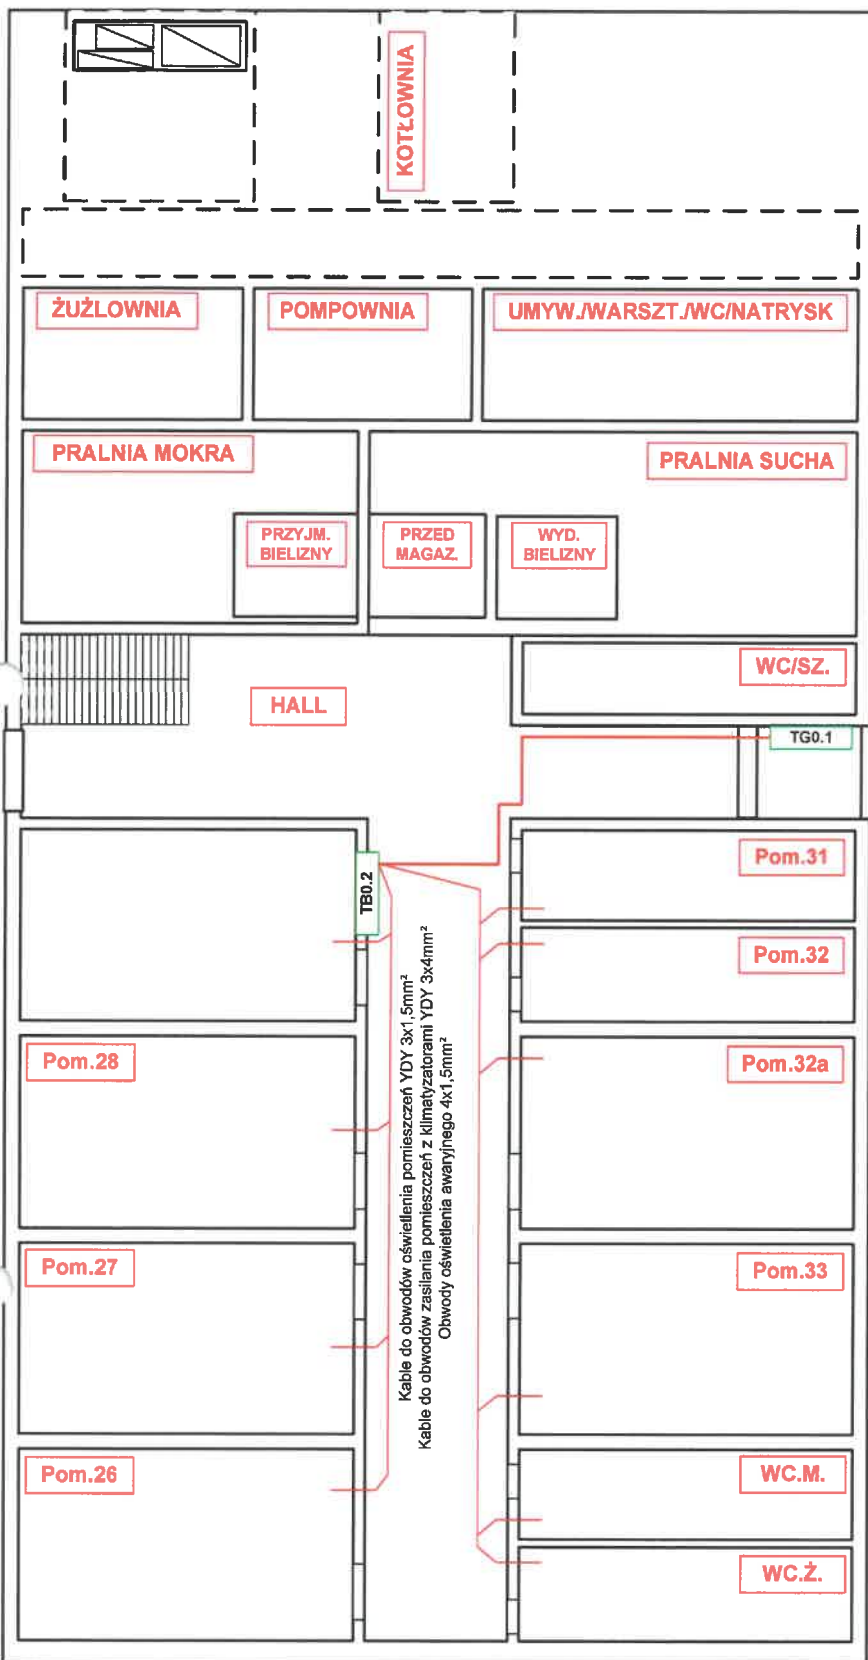 KOTŁOWNIA
ŻUŻLOWNIA
POMPOWNIA
UMYW./WARSZT./WC/NATRYSK
PRALNIA MOKRA
PRALNIA SUCHA
PRZYJM.
BIELIZNY
PRZED
MAGAZ.
WYD.
BIELIZNY
WC/SZ.
HALL
TG0.1
Pom.31
TB0.2
Pom.32
Pom.28
Pom.32a
Kable do obwodów oświetlenia pomieszczeń YDY 3x1,5mm²
Kable do obwodów zasilania pomieszczeń z klimatyzatorami YDY 3x4mm²
Obwody oświetlenia awaryjnego 4x1,5mm²
Pom.27
Pom.33
Pom.26
WC.M.
WC.Ż.